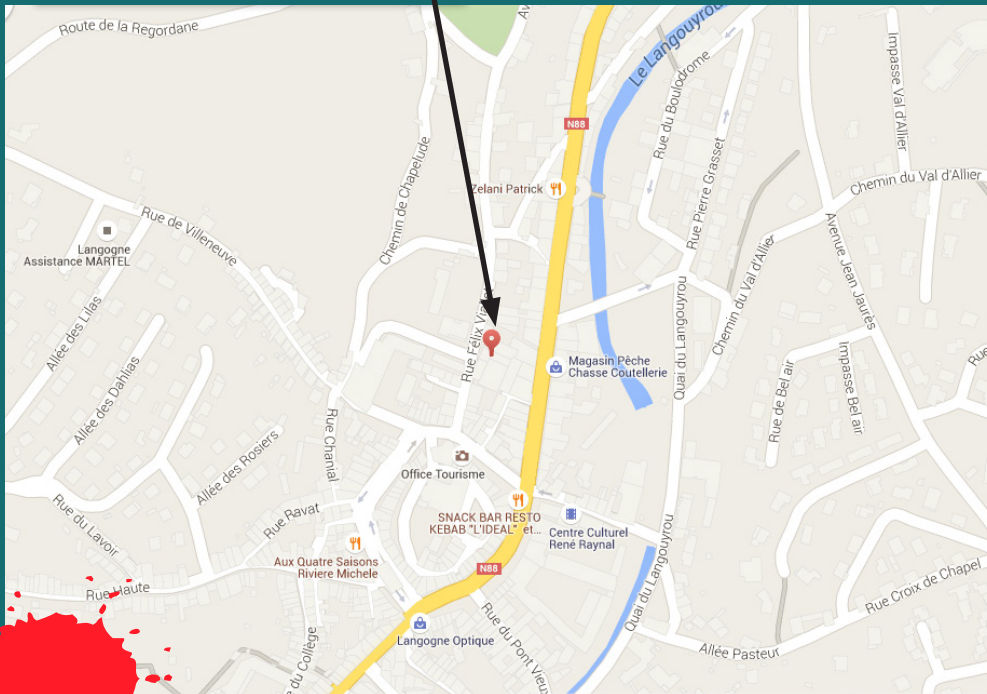 Route de la Regordane
Av
Le Langouyrou
Impasse Val d'Allier
Rue du Boulodrome
N88
Rue Pierre Grasset
Chemin de Chapelude
Zelani Patrick
Chemin du Val d'Allier
Rue de Villeneuve
Langogne
Assistance MARTEL
Avenue Jean Jaurès
Chemin du Val d'Allier
Quai du Langouyrou
Allée des Lilas
Rue Félix Viallet
Magasin Pêche
Chasse Coutellerie
Rue
Allée des Dahlias
Rue de Bel air
Impasse Bel air
Rue Chanial
Allée des Rosiers
Office Tourisme
Rue du Lavoir
Rue Ravat
SNACK BAR RESTO
KEBAB "L'IDEAL" et...
Centre Culturel
René Raynal
Aux Quatre Saisons
Riviere Michele
N88
Quai du Langouyrou
Rue Haute
Rue Croix de Chapel
Langogne Optique
Rue du Pont Vieux
Allée Pasteur
e du Collège